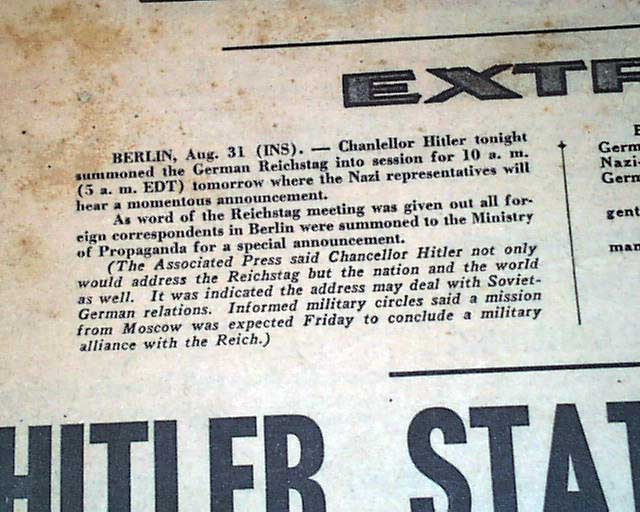 EXTR
BERLIN, Aug. 31 (INS). — Chanlellor Hitler tonight
summoned the German Reichstag into session for 10 a. m.
(5 a. m. EDT) tomorrow where the Nazi representatives will
hear a momentous announcement.
As word of the Reichstag meeting was given out all for-
eign correspondents in Berlin were summoned to the Ministry
of Propaganda for a special announcement.
(The Associated Press said Chancellor Hitler not only
would address the Reichstag but the nation and the world
as well. It was indicated the address may deal with Soviet-
German relations. Informed military circles said a mission
from Moscow was expected Friday to conclude a military
alliance with the Reich.)
Germ
Nazi-
Germ
gent
man
HITLER STAT